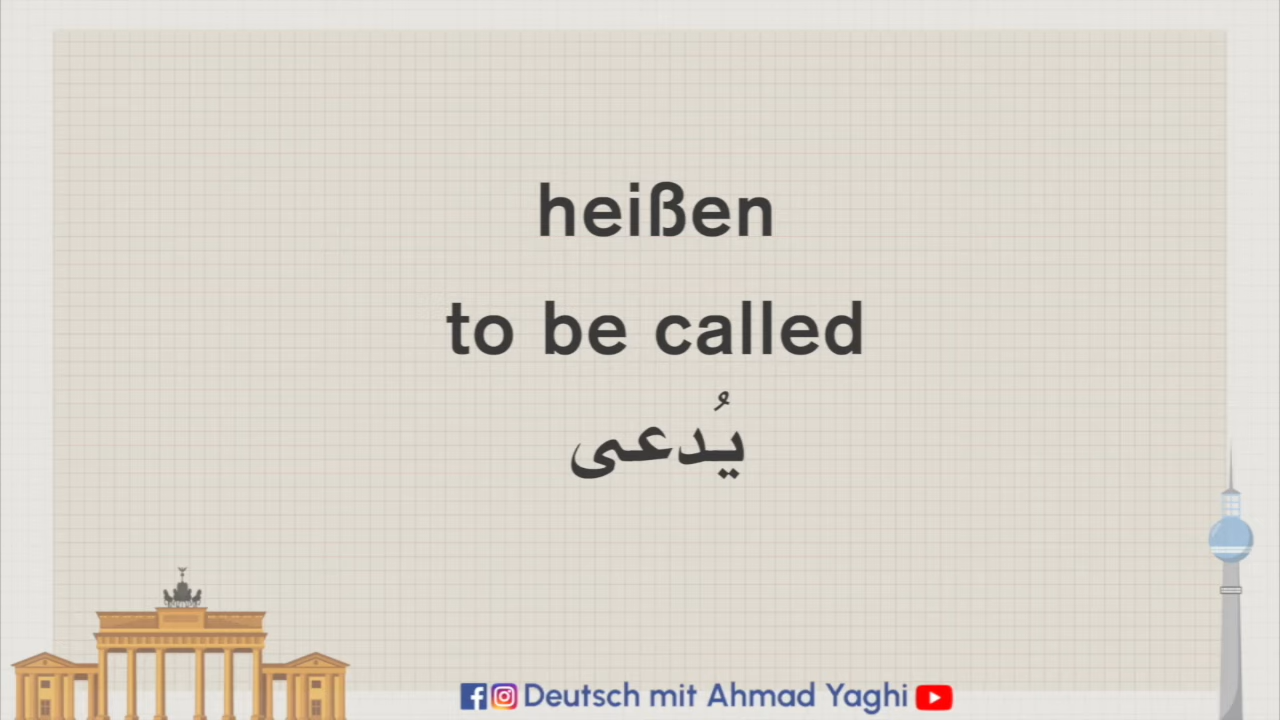 heißen
to be called
يُدعى
Deutsch mit Ahmad Yaghi